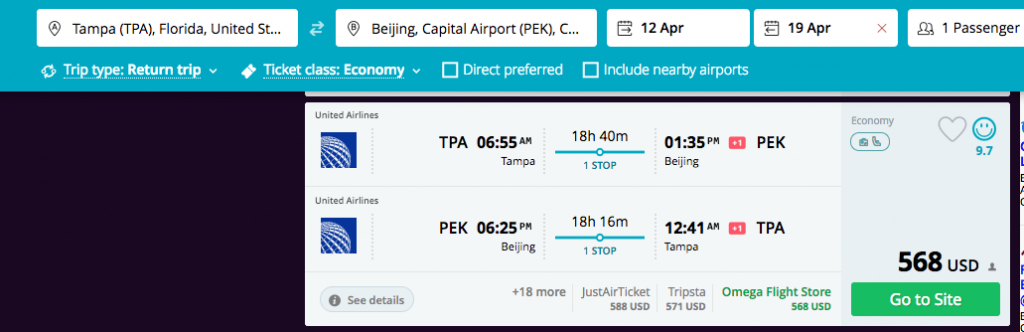 Tampa (TPA), Florida, United St...
Beijing, Capital Airport (PEK), C...
12 Apr
19 Apr
1 Passenger
Trip type: Return trip
Ticket class: Economy
Direct preferred
Include nearby airports
United Airlines
TPA 06:55 AM
Tampa
18h 40m
1 STOP
01:35 PM +1 PEK
Beijing
Economy
9.7
United Airlines
PEK 06:25 PM
Beijing
18h 16m
1 STOP
12:41 AM +1 TPA
Tampa
568 USD
See details
+18 more
JustAirTicket
588 USD
Tripsta
571 USD
Omega Flight Store
568 USD
Go to Site